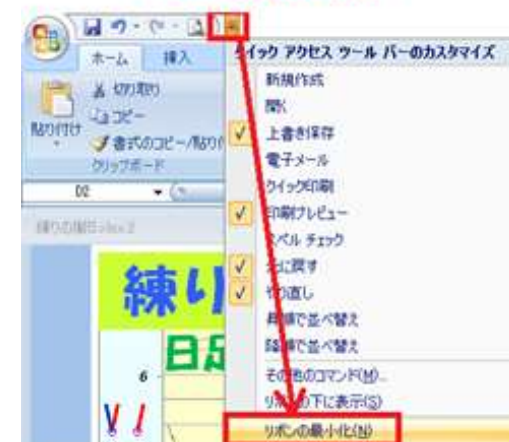 ホーム 挿入
切り取り
コピー
貼り付け
書式のコピー/貼り付
クリップボード
D2
クイック アクセス ツール バーのカスタマイズ
新規作成
開く
上書き保存
電子メール
クイック印刷
印刷プレビュー
スペル チェック
元に戻す
やり直し
昇順で並べ替え
降順で並べ替え
その他のコマンド(M)...
リボンの下に表示(S)
リボンの最小化(N)
練り
日足
6